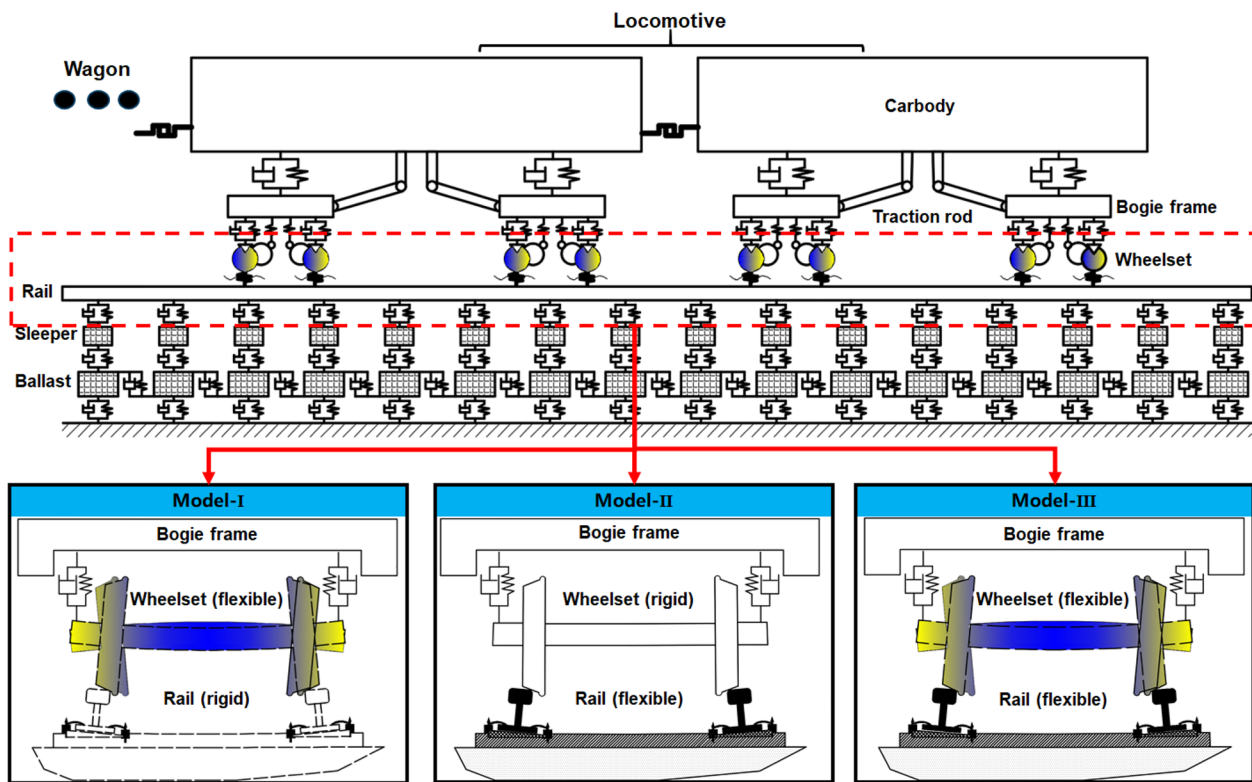 Locomotive
Wagon
Carbody
Bogie frame
Traction rod
Wheelset
Rail
Sleeper
Ballast
Model-I
Bogie frame
Wheelset (flexible)
Rail (rigid)
Model-II
Bogie frame
Wheelset (rigid)
Rail (flexible)
Model-III
Bogie frame
Wheelset (flexible)
Rail (flexible)